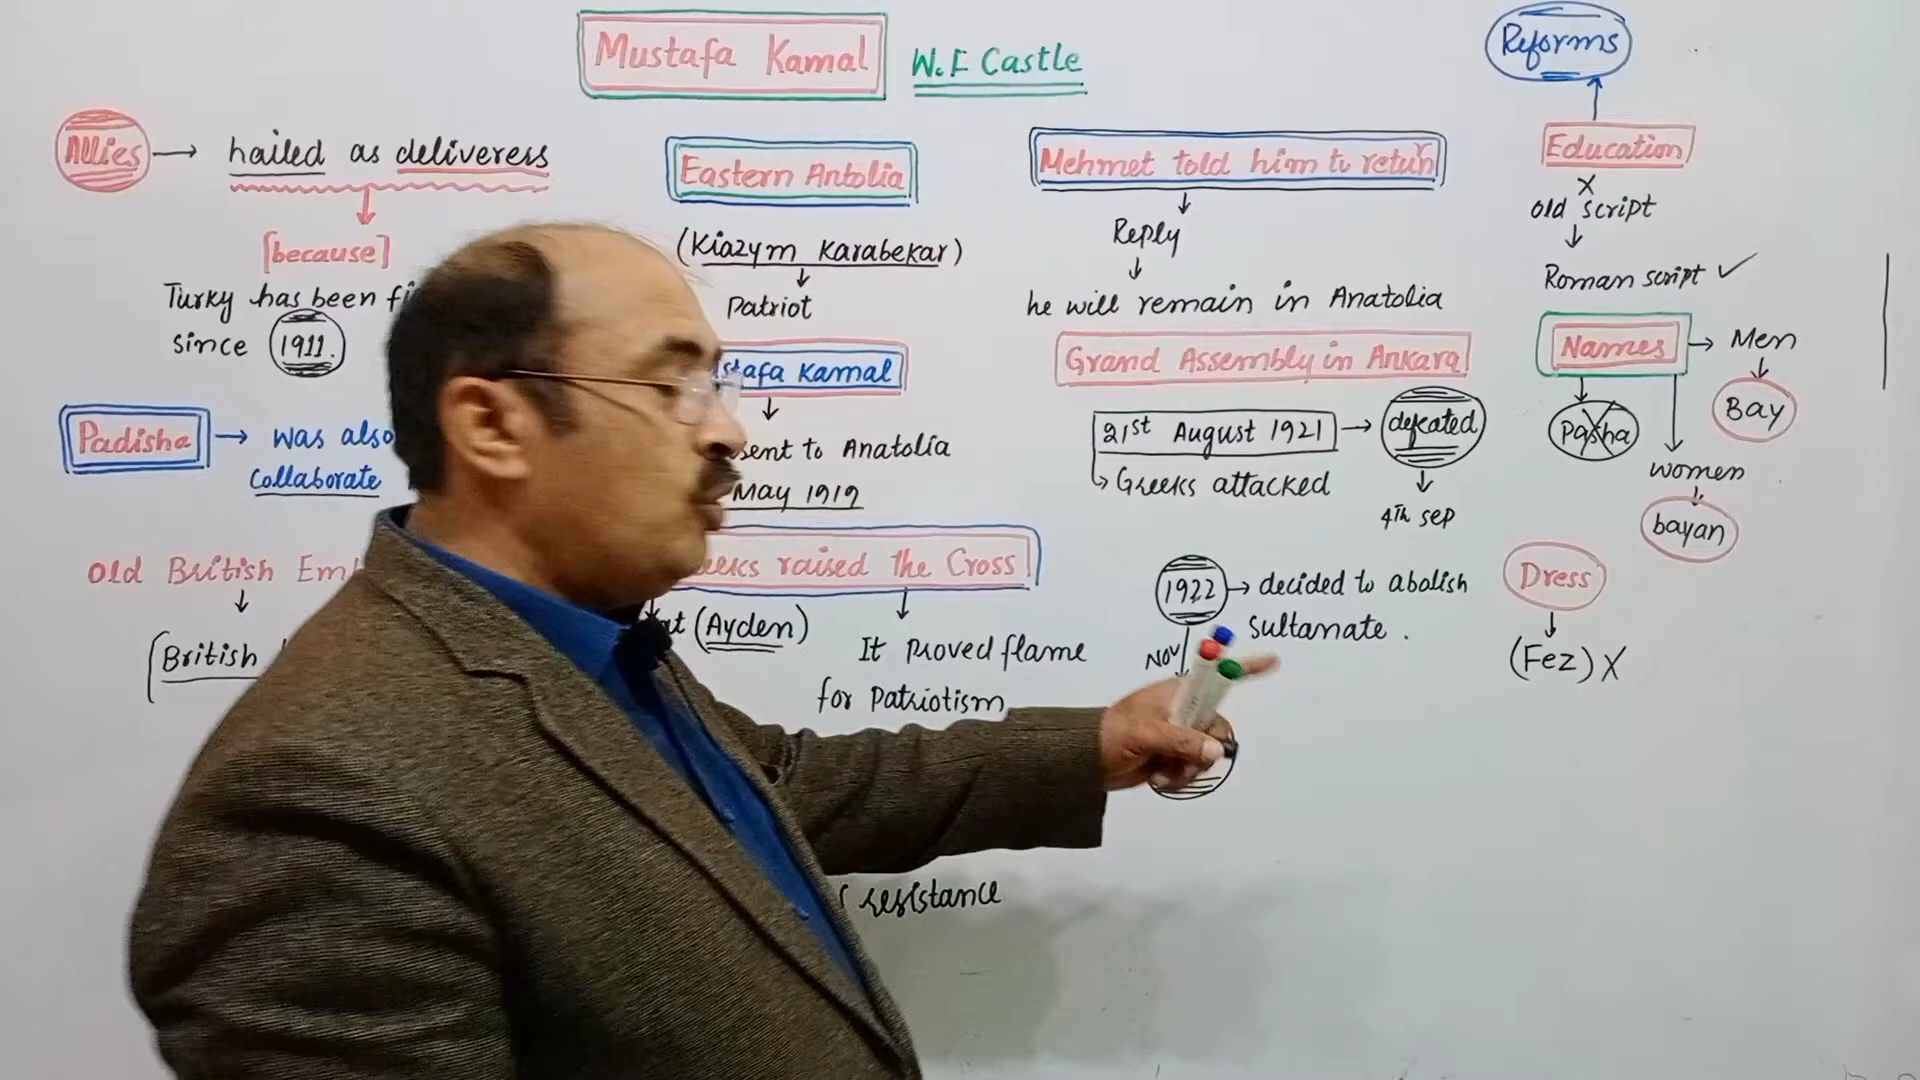 Mustafa Kamal
W.F Castle
Reforms
Allies → hailed as deliveress
[because]
Turky has been
since 1911.
Padisha → was also
collaborate
Old British
British
Eastern Antolia
(Kiazym Karabekar)
Patriot
stafa Kamal
sent to Anatolia
May 1919
eeks raised the Cross
at (Ayden)
It proved flame
for Patriotism
resistance
Mehmet told him to return
Reply
he will remain in Anatolia
Grand Assembly in Ankara
21st August 1921 → defeated
Greeks attacked
4th sep
1922 → decided to abolish
sultanate.
Nov
Education
X
old script
Roman script ✓
Names → Men
Bay
Pasha
women
bayan
Dress
(Fez) X